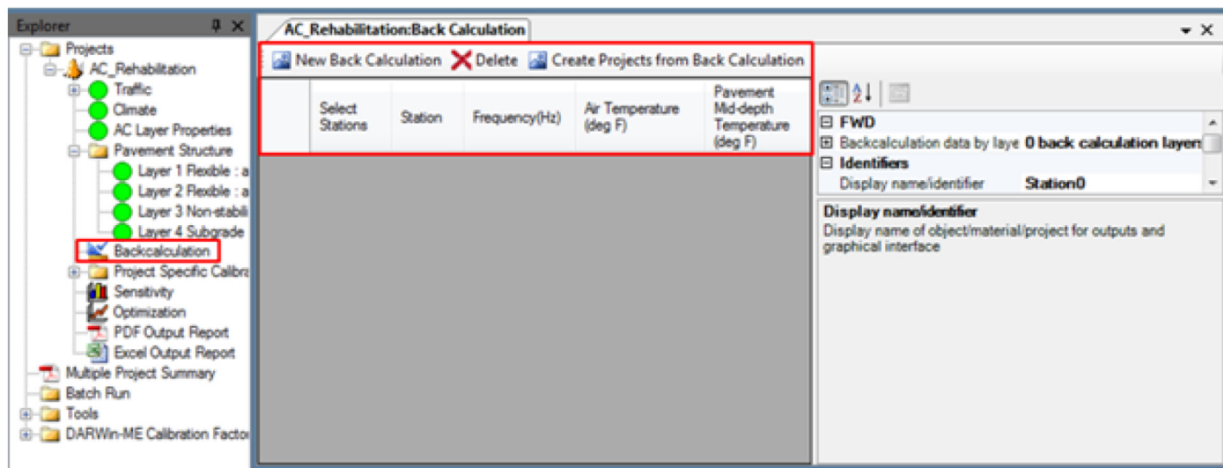 Explorer
Projects
AC_Rehabilitation
Traffic
Climate
AC Layer Properties
Pavement Structure
Layer 1 Flexible : a
Layer 2 Flexible : a
Layer 3 Non-stabili
Layer 4 Subgrade
Backcalculation
Project Specific Calibra
Sensitivity
Optimization
PDF Output Report
Excel Output Report
Multiple Project Summary
Batch Run
Tools
DARWin-ME Calibration Factor
AC_Rehabilitation:Back Calculation
New Back Calculation Delete Create Projects from Back Calculation
Select
Stations
Station
Frequency(Hz)
Air Temperature
(deg F)
Pavement
Mid-depth
Temperature
(deg F)
FWD
Backcalculation data by laye 0 back calculation layers
Identifiers
Display name/identifier Station0
Display name/identifier
Display name of object/material/project for outputs and
graphical interface